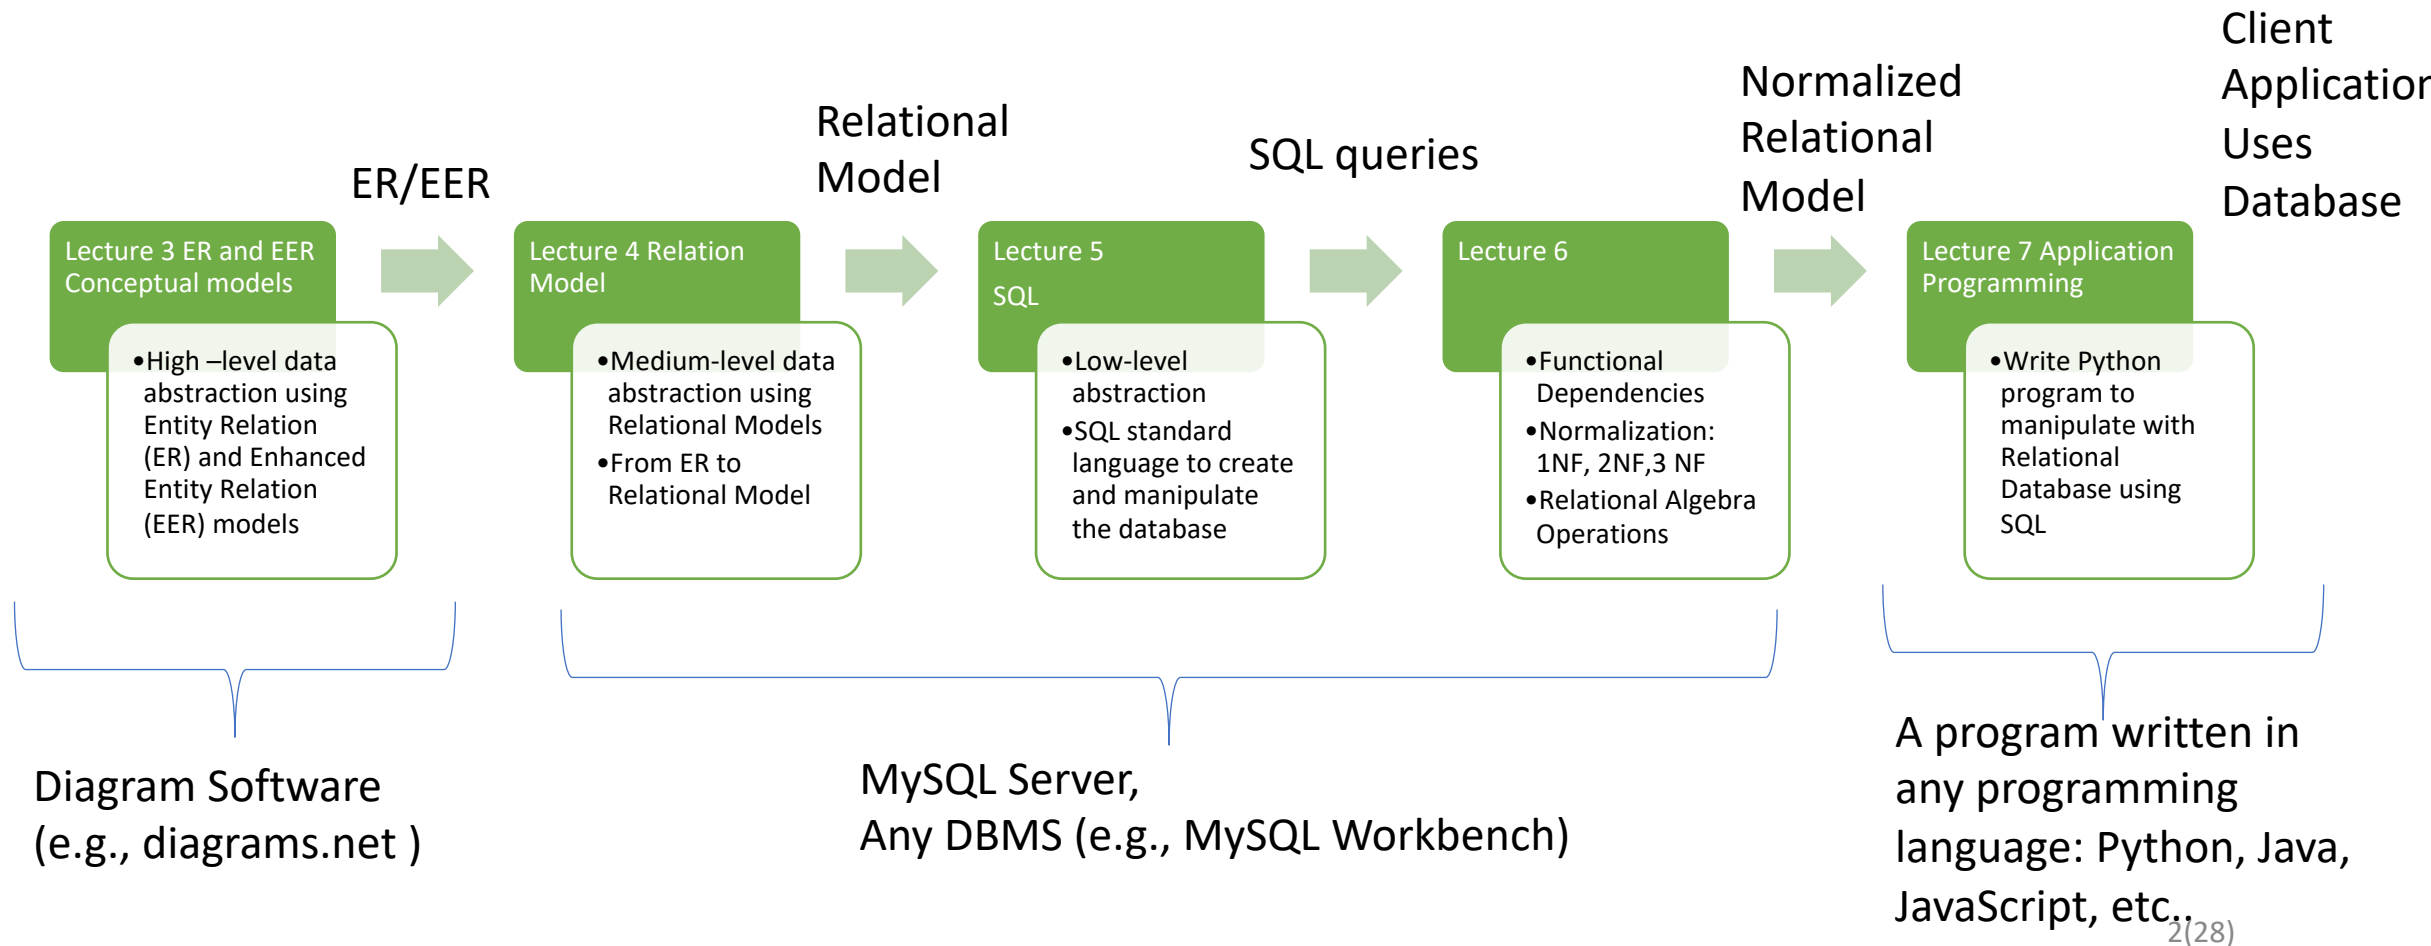 Client
Application
Uses
Database
Normalized
Relational
Model
SQL queries
Relational
Model
ER/EER
Lecture 3 ER and EER
Conceptual models
•High –level data
abstraction using
Entity Relation
(ER) and Enhanced
Entity Relation
(EER) models
Lecture 4 Relation
Model
•Medium-level data
abstraction using
Relational Models
•From ER to
Relational Model
Lecture 5
SQL
•Low-level
abstraction
•SQL standard
language to create
and manipulate
the database
Lecture 6
•Functional
Dependencies
•Normalization:
1NF, 2NF,3 NF
•Relational Algebra
Operations
Lecture 7 Application
Programming
•Write Python
program to
manipulate with
Relational
Database using
SQL
Diagram Software
(e.g., diagrams.net )
MySQL Server,
Any DBMS (e.g., MySQL Workbench)
A program written in
any programming
language: Python, Java,
JavaScript, etc..
2(28)